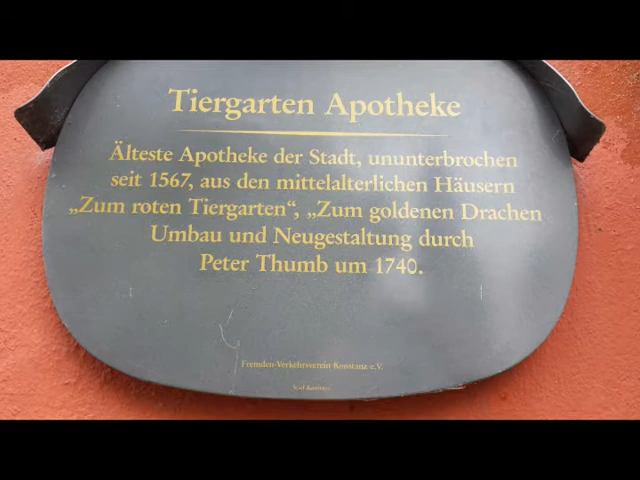 Tiergarten Apotheke
Älteste Apotheke der Stadt, ununterbrochen
seit 1567, aus den mittelalterlichen Häusern
„Zum roten Tiergarten“, „Zum goldenen Drachen
Umbau und Neugestaltung durch
Peter Thumb um 1740.
Fremden-Verkehrsverein Konstanz e.V.